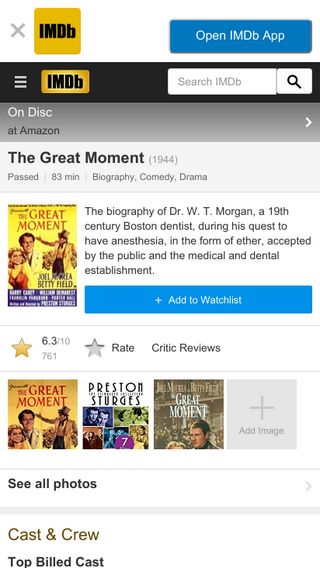 IMDb
Open IMDb App
IMDb
Search IMDb
On Disc
at Amazon
The Great Moment (1944)
Passed | 83 min | Biography, Comedy, Drama
The GREAT MOMENT
JOEL McCREA
BETTY FIELD
HARRY CAREY WILLIAM DEMAREST
FRANKLIN PANGBORN PORTER HALL
Written and Directed by PRESTON STURGES
The biography of Dr. W. T. Morgan, a 19th
century Boston dentist, during his quest to
have anesthesia, in the form of ether, accepted
by the public and the medical and dental
establishment.
+ Add to Watchlist
6.3/10
761
Rate
Critic Reviews
The GREAT MOMENT
PRESTON
STURGES
7
JOEL McCREA BETTY FIELD
The GREAT MOMENT
Add Image
See all photos
Cast & Crew
Top Billed Cast